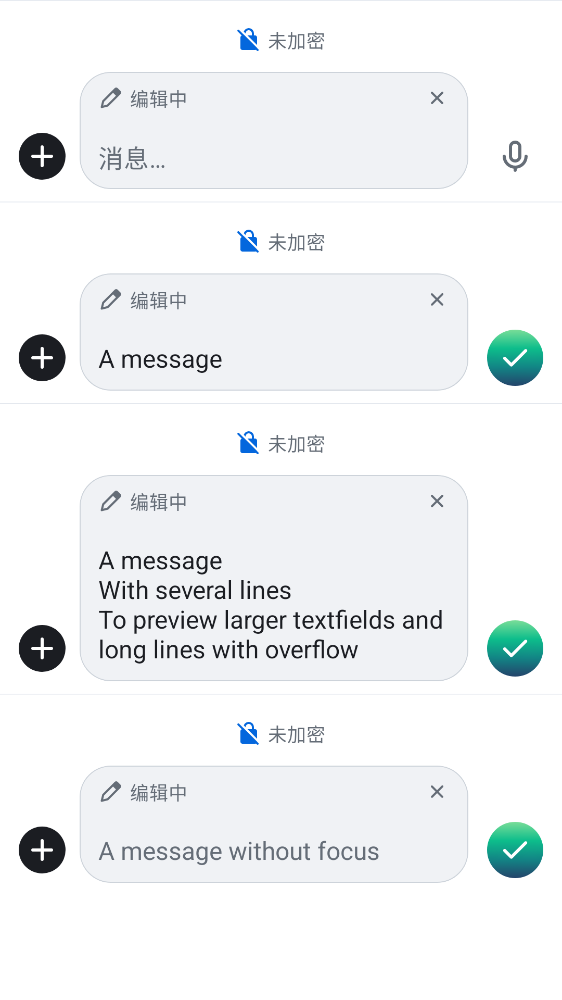 未加密
编辑中
消息…
未加密
编辑中
A message
未加密
编辑中
A message
With several lines
To preview larger textfields and
long lines with overflow
未加密
编辑中
A message without focus